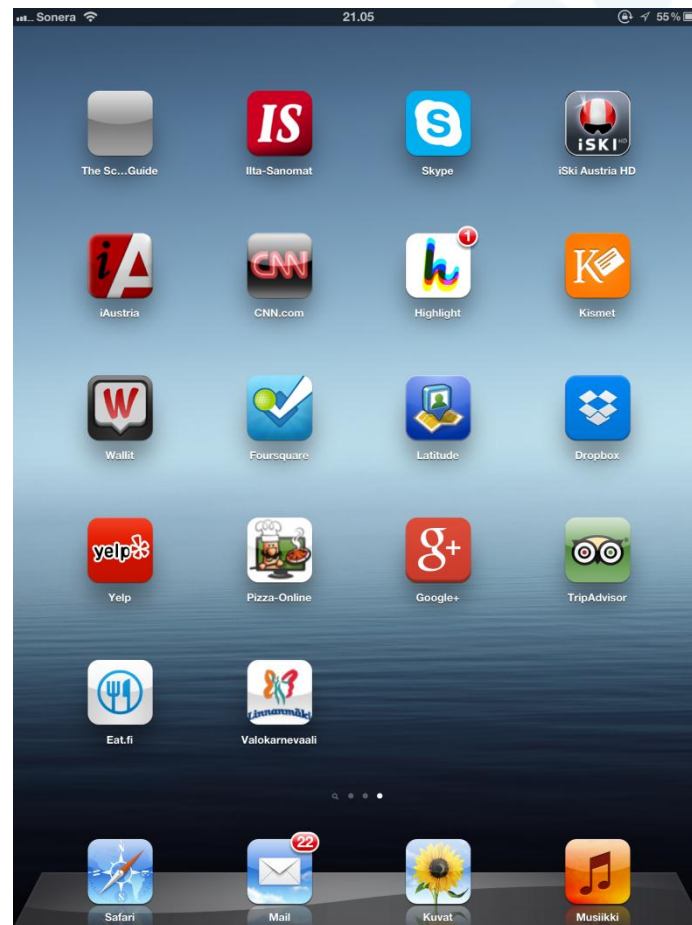 Sonera 21.05 55 %
IS iSKI HD
The Sc...Guide Ilta-Sanomat Skype iSki Austria HD
iA CNN h 1 K
iAustria CNN.com Highlight Kismet
W
Wallit Foursquare Latitude Dropbox
yelp g+
Yelp Pizza-Online Google+ TripAdvisor
Linnanmäki
Eat.fi Valokarnevaali
22
Safari Mail Kuvat Musiikki